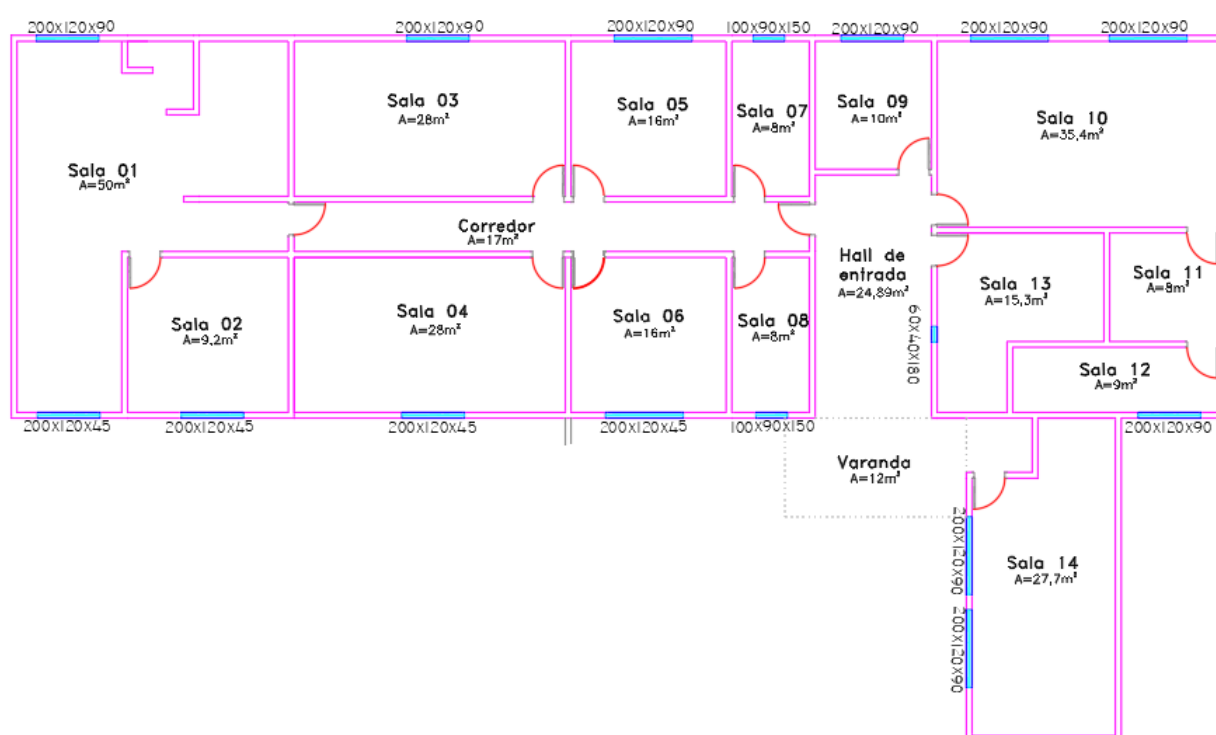 200X120X90
200X120X90
200X120X90
100X90X150
200X120X90
200X120X90
200X120X90
Sala 01
A=50m²
Sala 03
A=28m²
Sala 05
A=16m²
Sala 07
A=8m²
Sala 09
A=10m²
Sala 10
A=35,4m²
Corredor
A=17m²
Hall de
entrada
A=24,89m²
Sala 13
A=15,3m²
Sala 11
A=8m²
Sala 02
A=9,2m²
Sala 04
A=28m²
Sala 06
A=16m²
Sala 08
A=8m²
60X40X180
Sala 12
A=9m²
200X120X45
200X120X45
200X120X45
200X120X45
100X90X150
200X120X90
Varanda
A=12m²
200X120X90
Sala 14
A=27,7m²
200X120X90